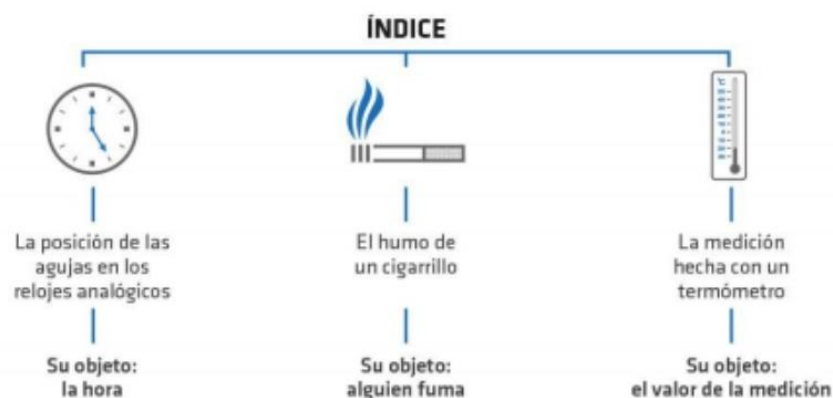 ÍNDICE
La posición de las
agujas en los
relojes analógicos
Su objeto:
la hora
El humo de
un cigarrillo
Su objeto:
alguien fuma
La medición
hecha con un
termómetro
Su objeto:
el valor de la medición